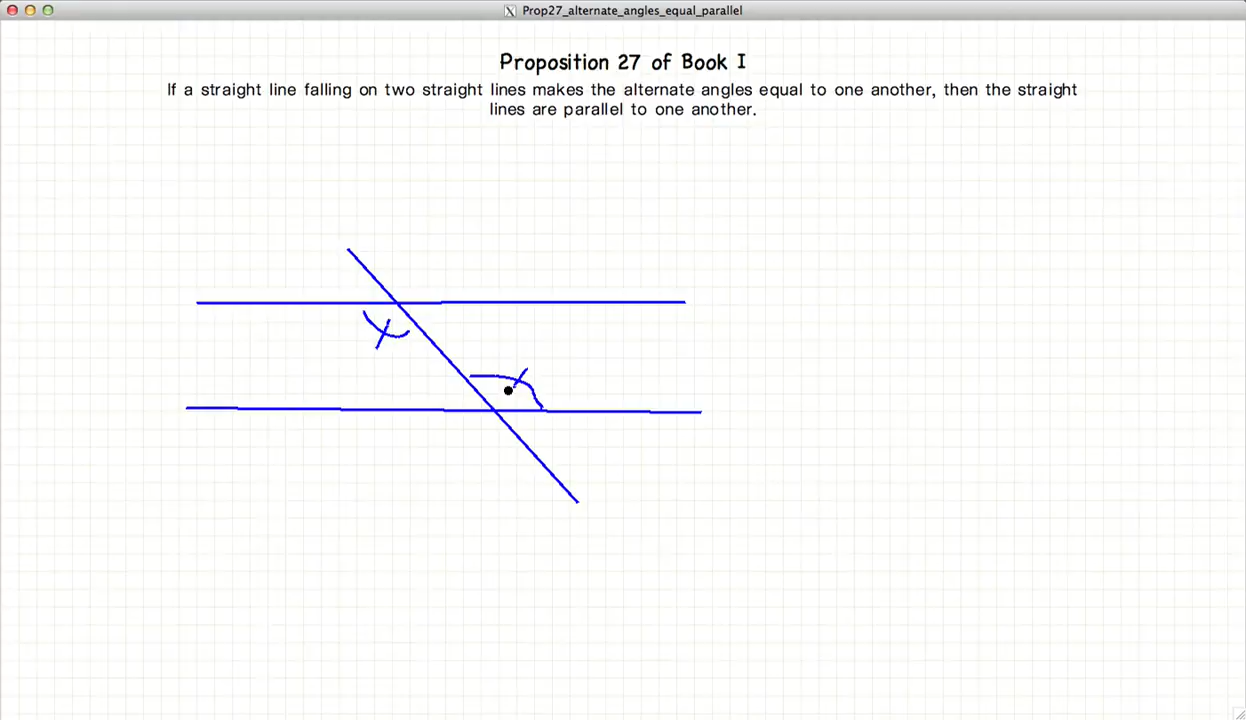 Prop27_alternate_angles_equal_parallel
Proposition 27 of Book I
If a straight line falling on two straight lines makes the alternate angles equal to one another, then the straight
lines are parallel to one another.